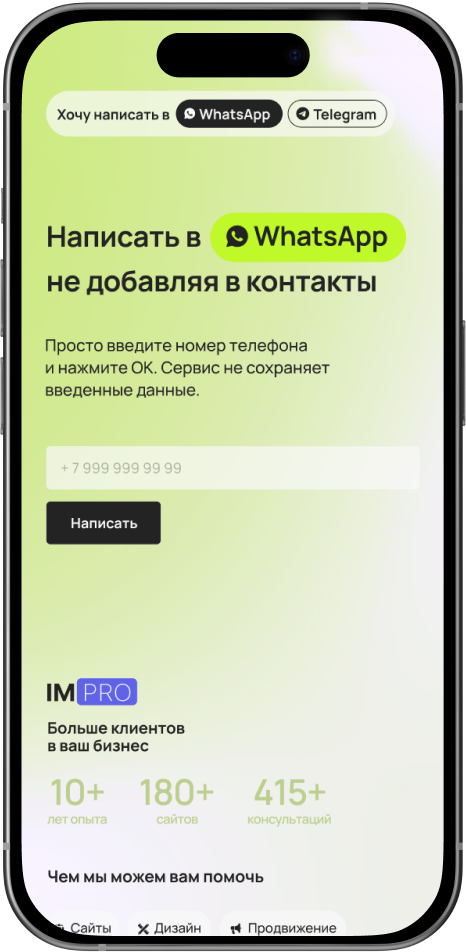 Хочу написать в WhatsApp Telegram
Написать в WhatsApp
не добавляя в контакты
Просто введите номер телефона
и нажмите ОК. Сервис не сохраняет
введенные данные.
+ 7 999 999 99 99
Написать
IM PRO
Больше клиентов
в ваш бизнес
10+ 180+ 415+
лет опыта сайтов консультаций
Чем мы можем вам помочь
Сайты Дизайн Продвижение